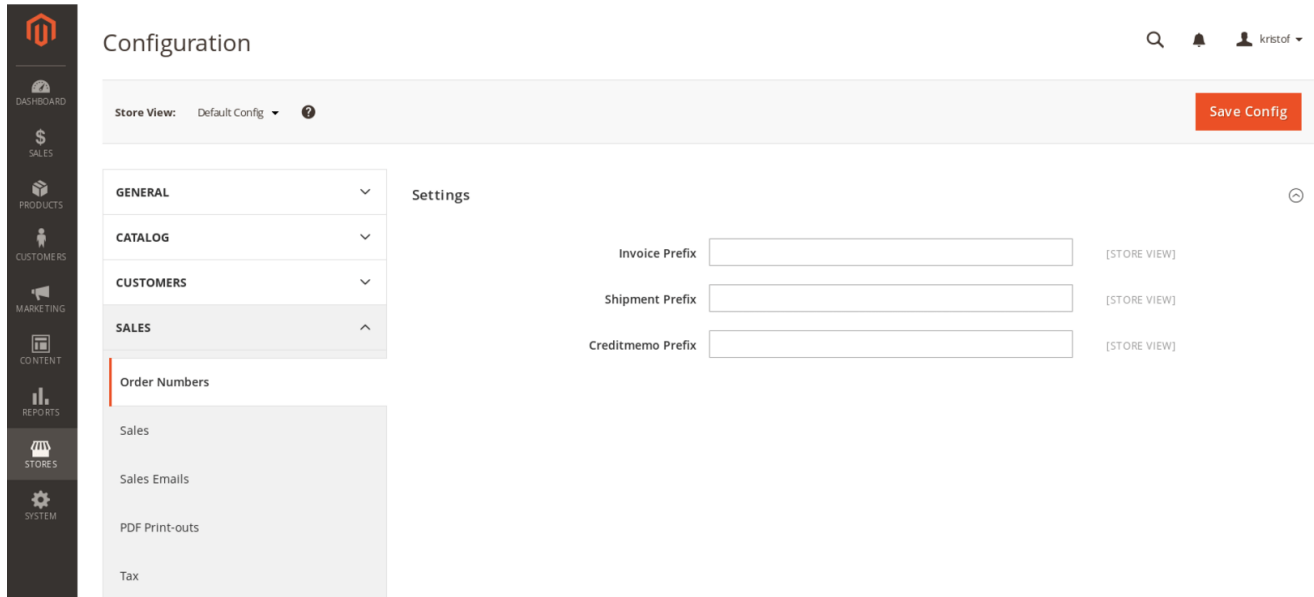 Configuration
kristof
DASHBOARD
SALES
PRODUCTS
CUSTOMERS
MARKETING
CONTENT
REPORTS
STORES
SYSTEM
Store View: Default Config ?
Save Config
GENERAL
CATALOG
CUSTOMERS
SALES
Order Numbers
Sales
Sales Emails
PDF Print-outs
Tax
Settings
Invoice Prefix [STORE VIEW]
Shipment Prefix [STORE VIEW]
Creditmemo Prefix [STORE VIEW]